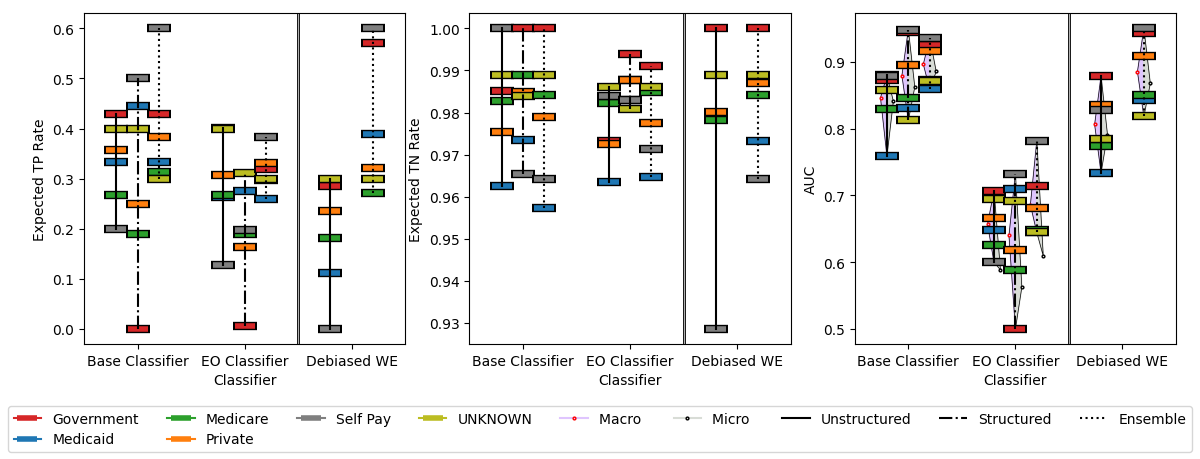 Expected TP Rate
0.6
0.5
0.4
0.3
0.2
0.1
0.0
Base Classifier EO Classifier Debiased WE
Classifier
Expected TN Rate
1.00
0.99
0.98
0.97
0.96
0.95
0.94
0.93
Base Classifier EO Classifier Debiased WE
Classifier
AUC
0.9
0.8
0.7
0.6
0.5
Base Classifier EO Classifier Debiased WE
Classifier
Government Medicare Self Pay UNKNOWN Macro Micro Unstructured Structured Ensemble
Medicaid Private